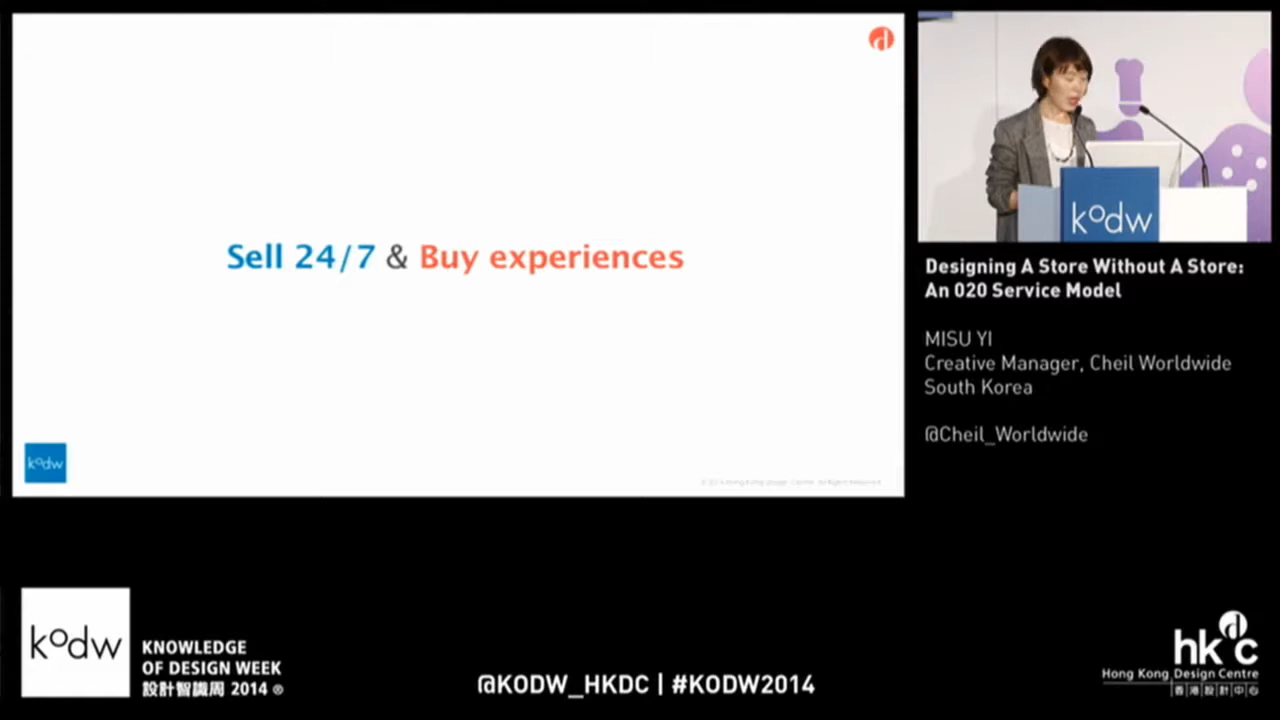 Sell 24/7 & Buy experiences
kodw
kodw
Designing A Store Without A Store:
An O2O Service Model
MISU YI
Creative Manager, Cheil Worldwide
South Korea
@Cheil_Worldwide
kodw
KNOWLEDGE
OF DESIGN WEEK
設計智識周 2014 ®
@KODW_HKDC | #KODW2014
hkdc
Hong Kong Design Centre
香港設計中心